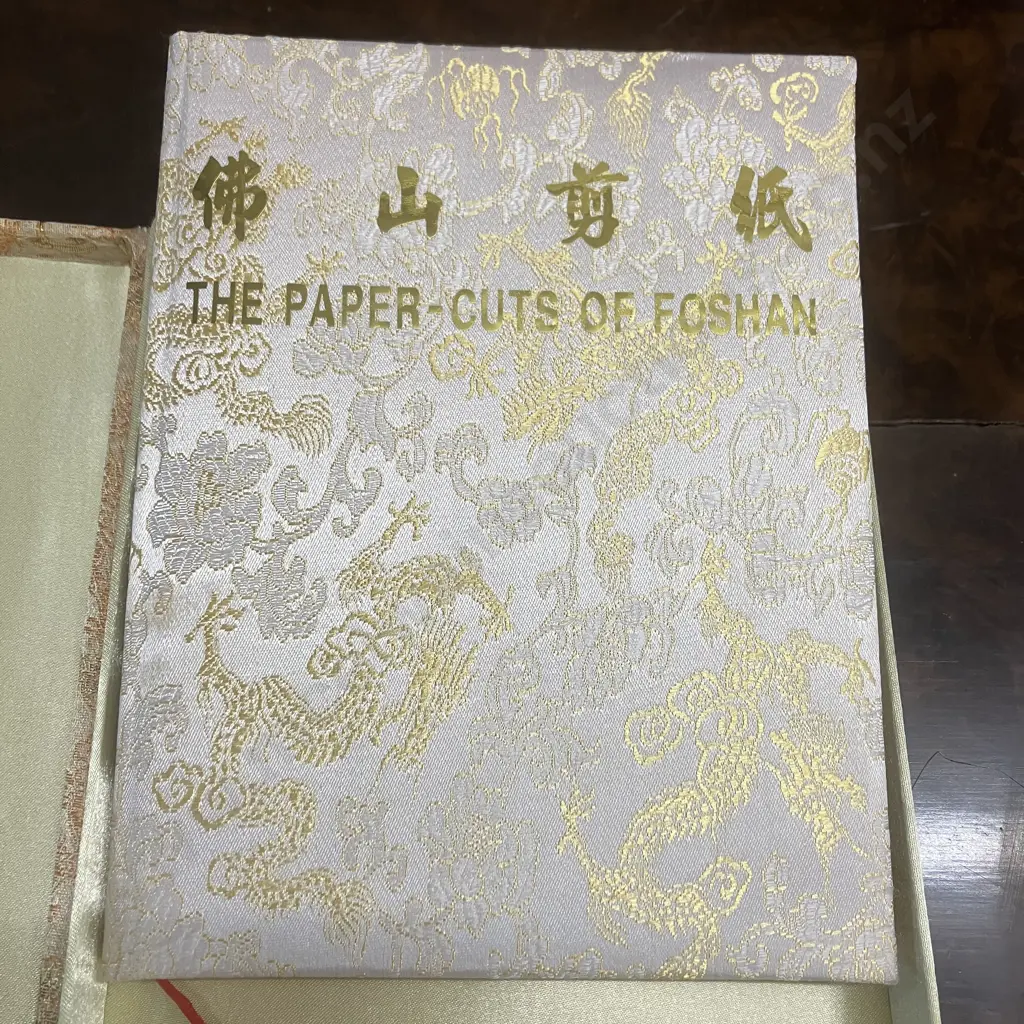 佛山剪纸
THE PAPER-CUTS OF FOSHAN